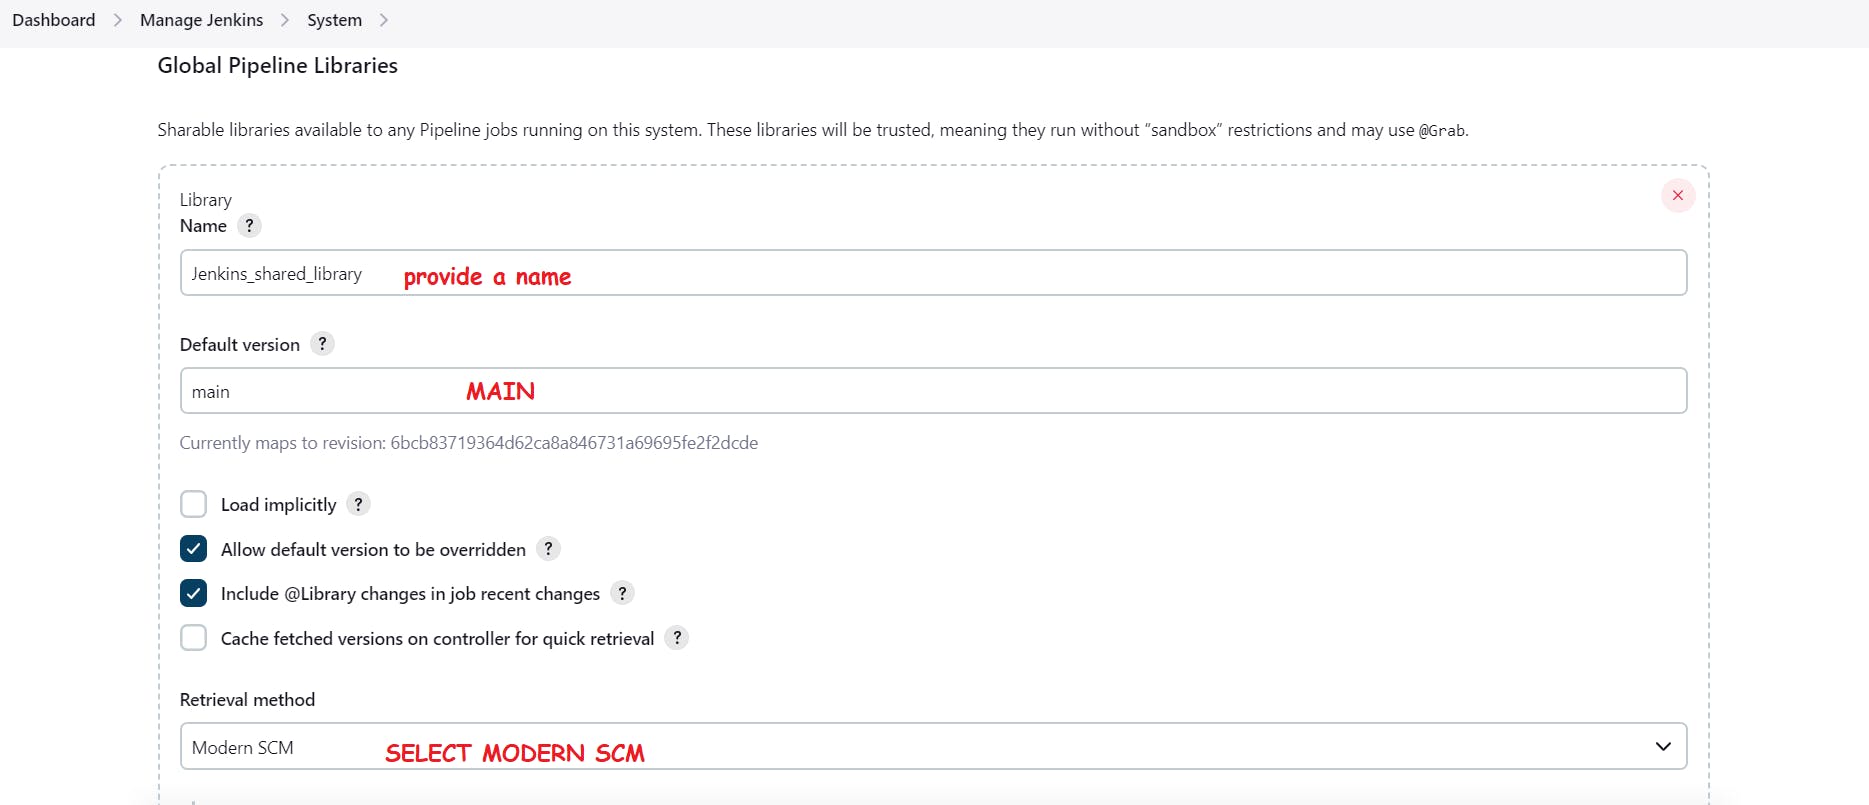 Dashboard > Manage Jenkins > System >
Global Pipeline Libraries
Sharable libraries available to any Pipeline jobs running on this system. These libraries will be trusted, meaning they run without “sandbox” restrictions and may use @Grab.
Library
Name ?
Jenkins_shared_library provide a name
Default version ?
main MAIN
Currently maps to revision: 6bcb83719364d62ca8a846731a69695fe2f2dcde
Load implicitly ?
Allow default version to be overridden ?
Include @Library changes in job recent changes ?
Cache fetched versions on controller for quick retrieval ?
Retrieval method
Modern SCM SELECT MODERN SCM